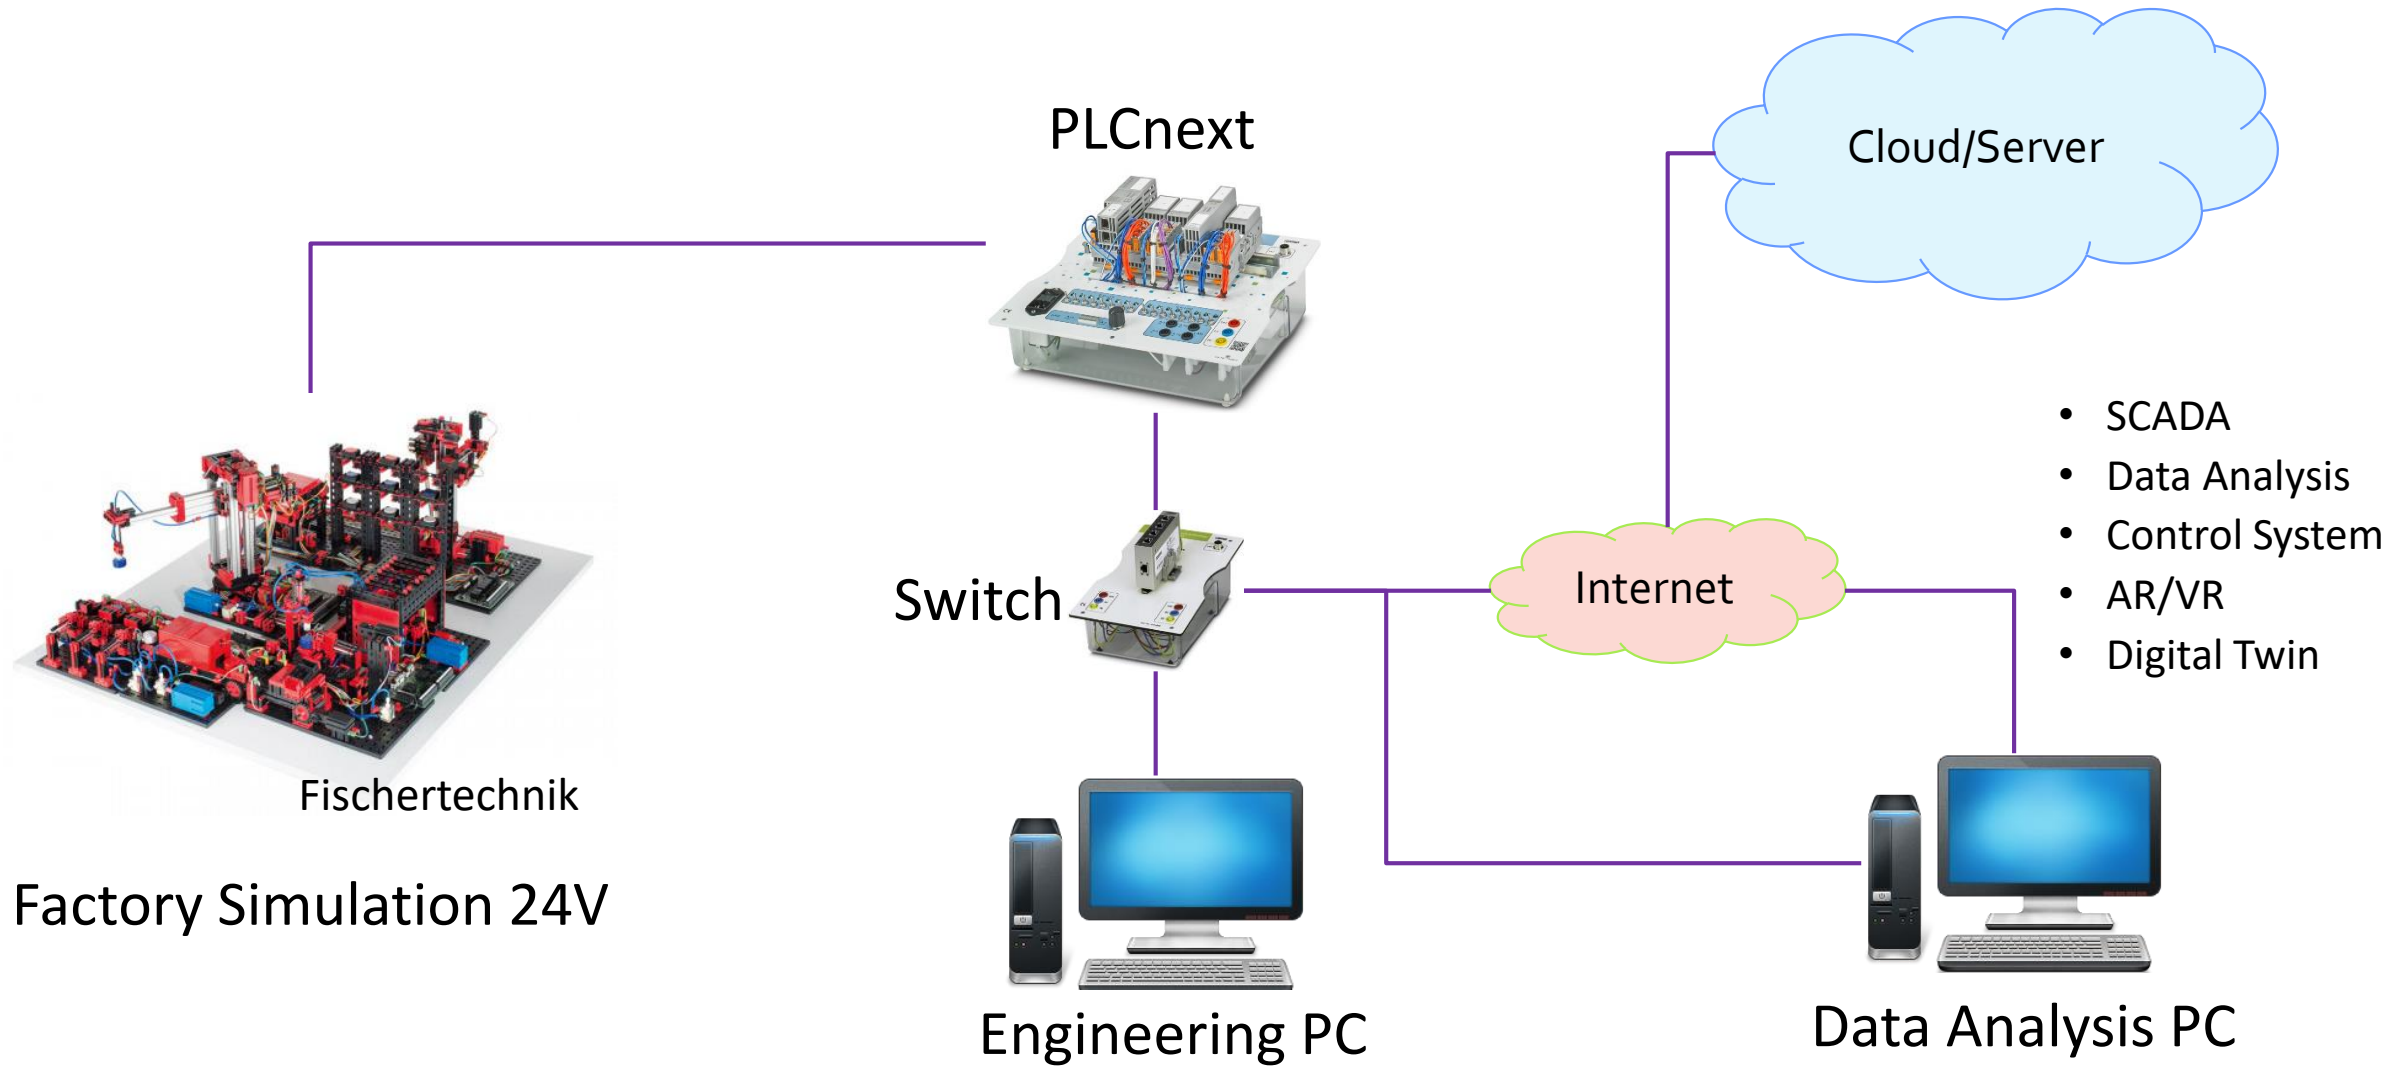 PLCnext
Cloud/Server
• SCADA
• Data Analysis
• Control System
• AR/VR
• Digital Twin
Switch
Internet
Fischertechnik
Factory Simulation 24V
Engineering PC
Data Analysis PC